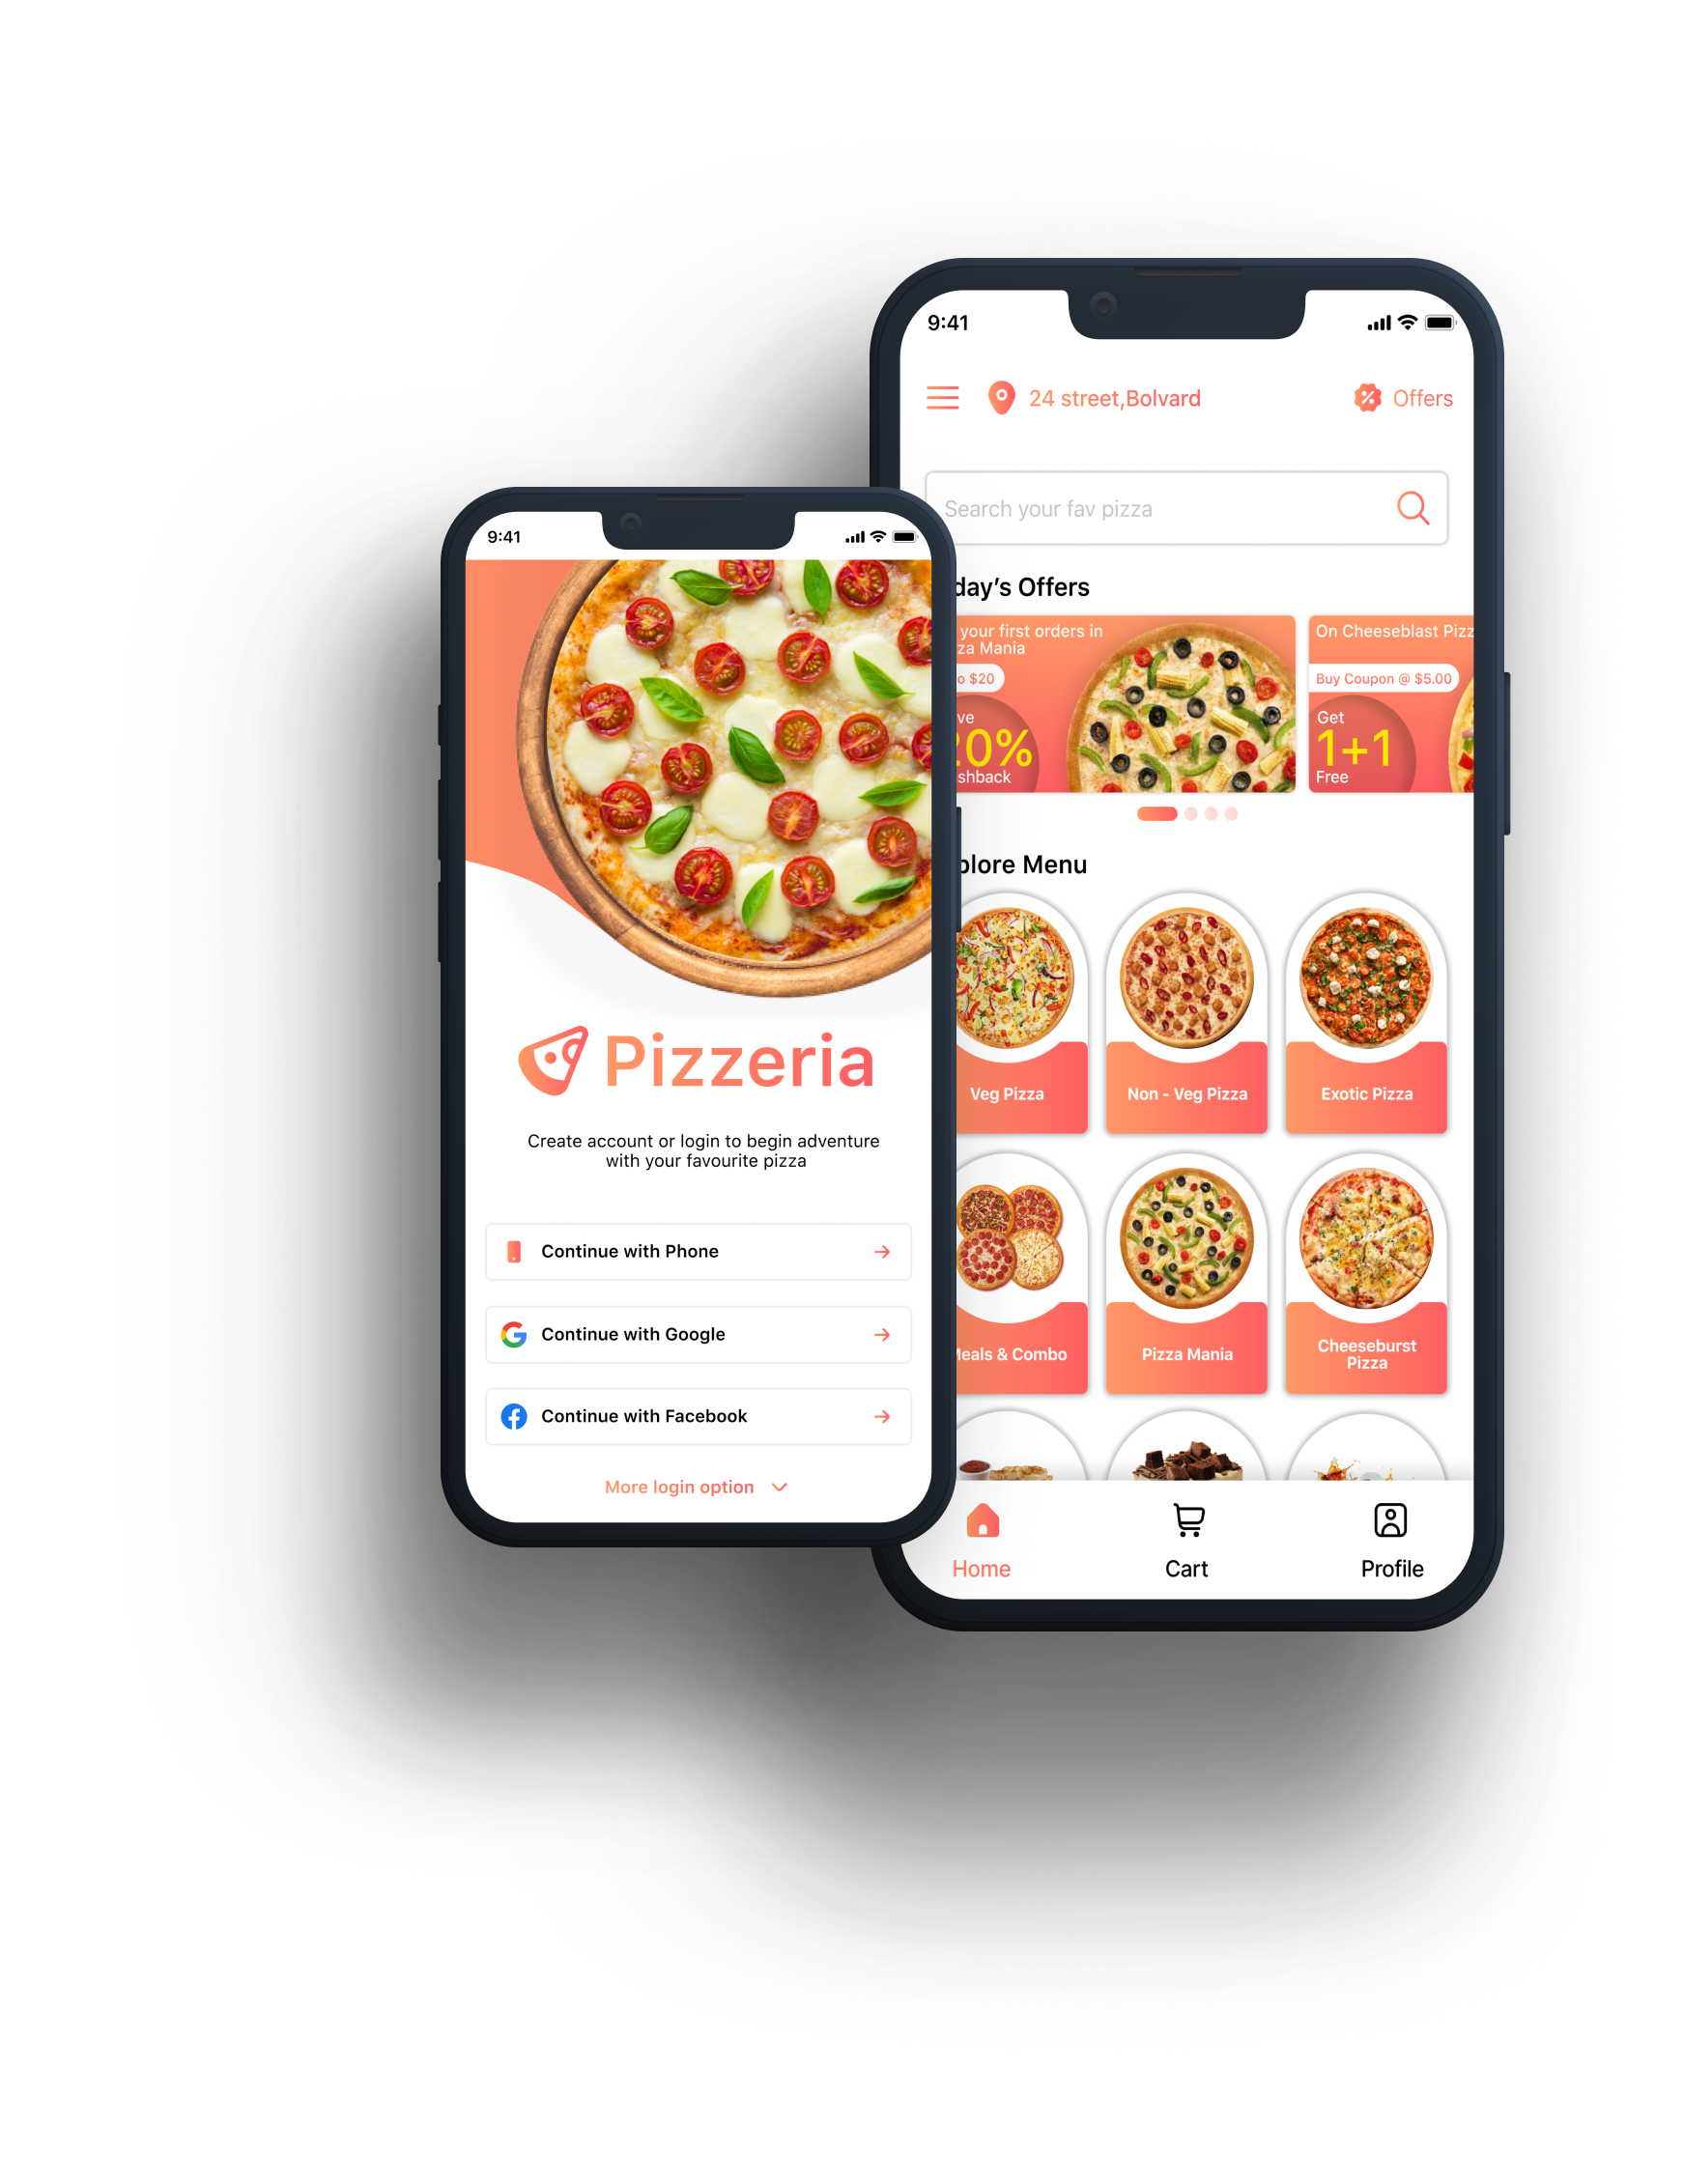 9:41
Pizzeria
Create account or login to begin adventure
with your favourite pizza
Continue with Phone
Continue with Google
Continue with Facebook
More login option
9:41
24 street,Bolvard
Offers
Search your fav pizza
day's Offers
your first orders in
za Mania
o $20
ve
20%
shback
On Cheeseblast Pizz
Buy Coupon @ $5.00
Get
1+1
Free
plore Menu
Veg Pizza
Non - Veg Pizza
Exotic Pizza
Meals & Combo
Pizza Mania
Cheeseburst
Pizza
Home
Cart
Profile